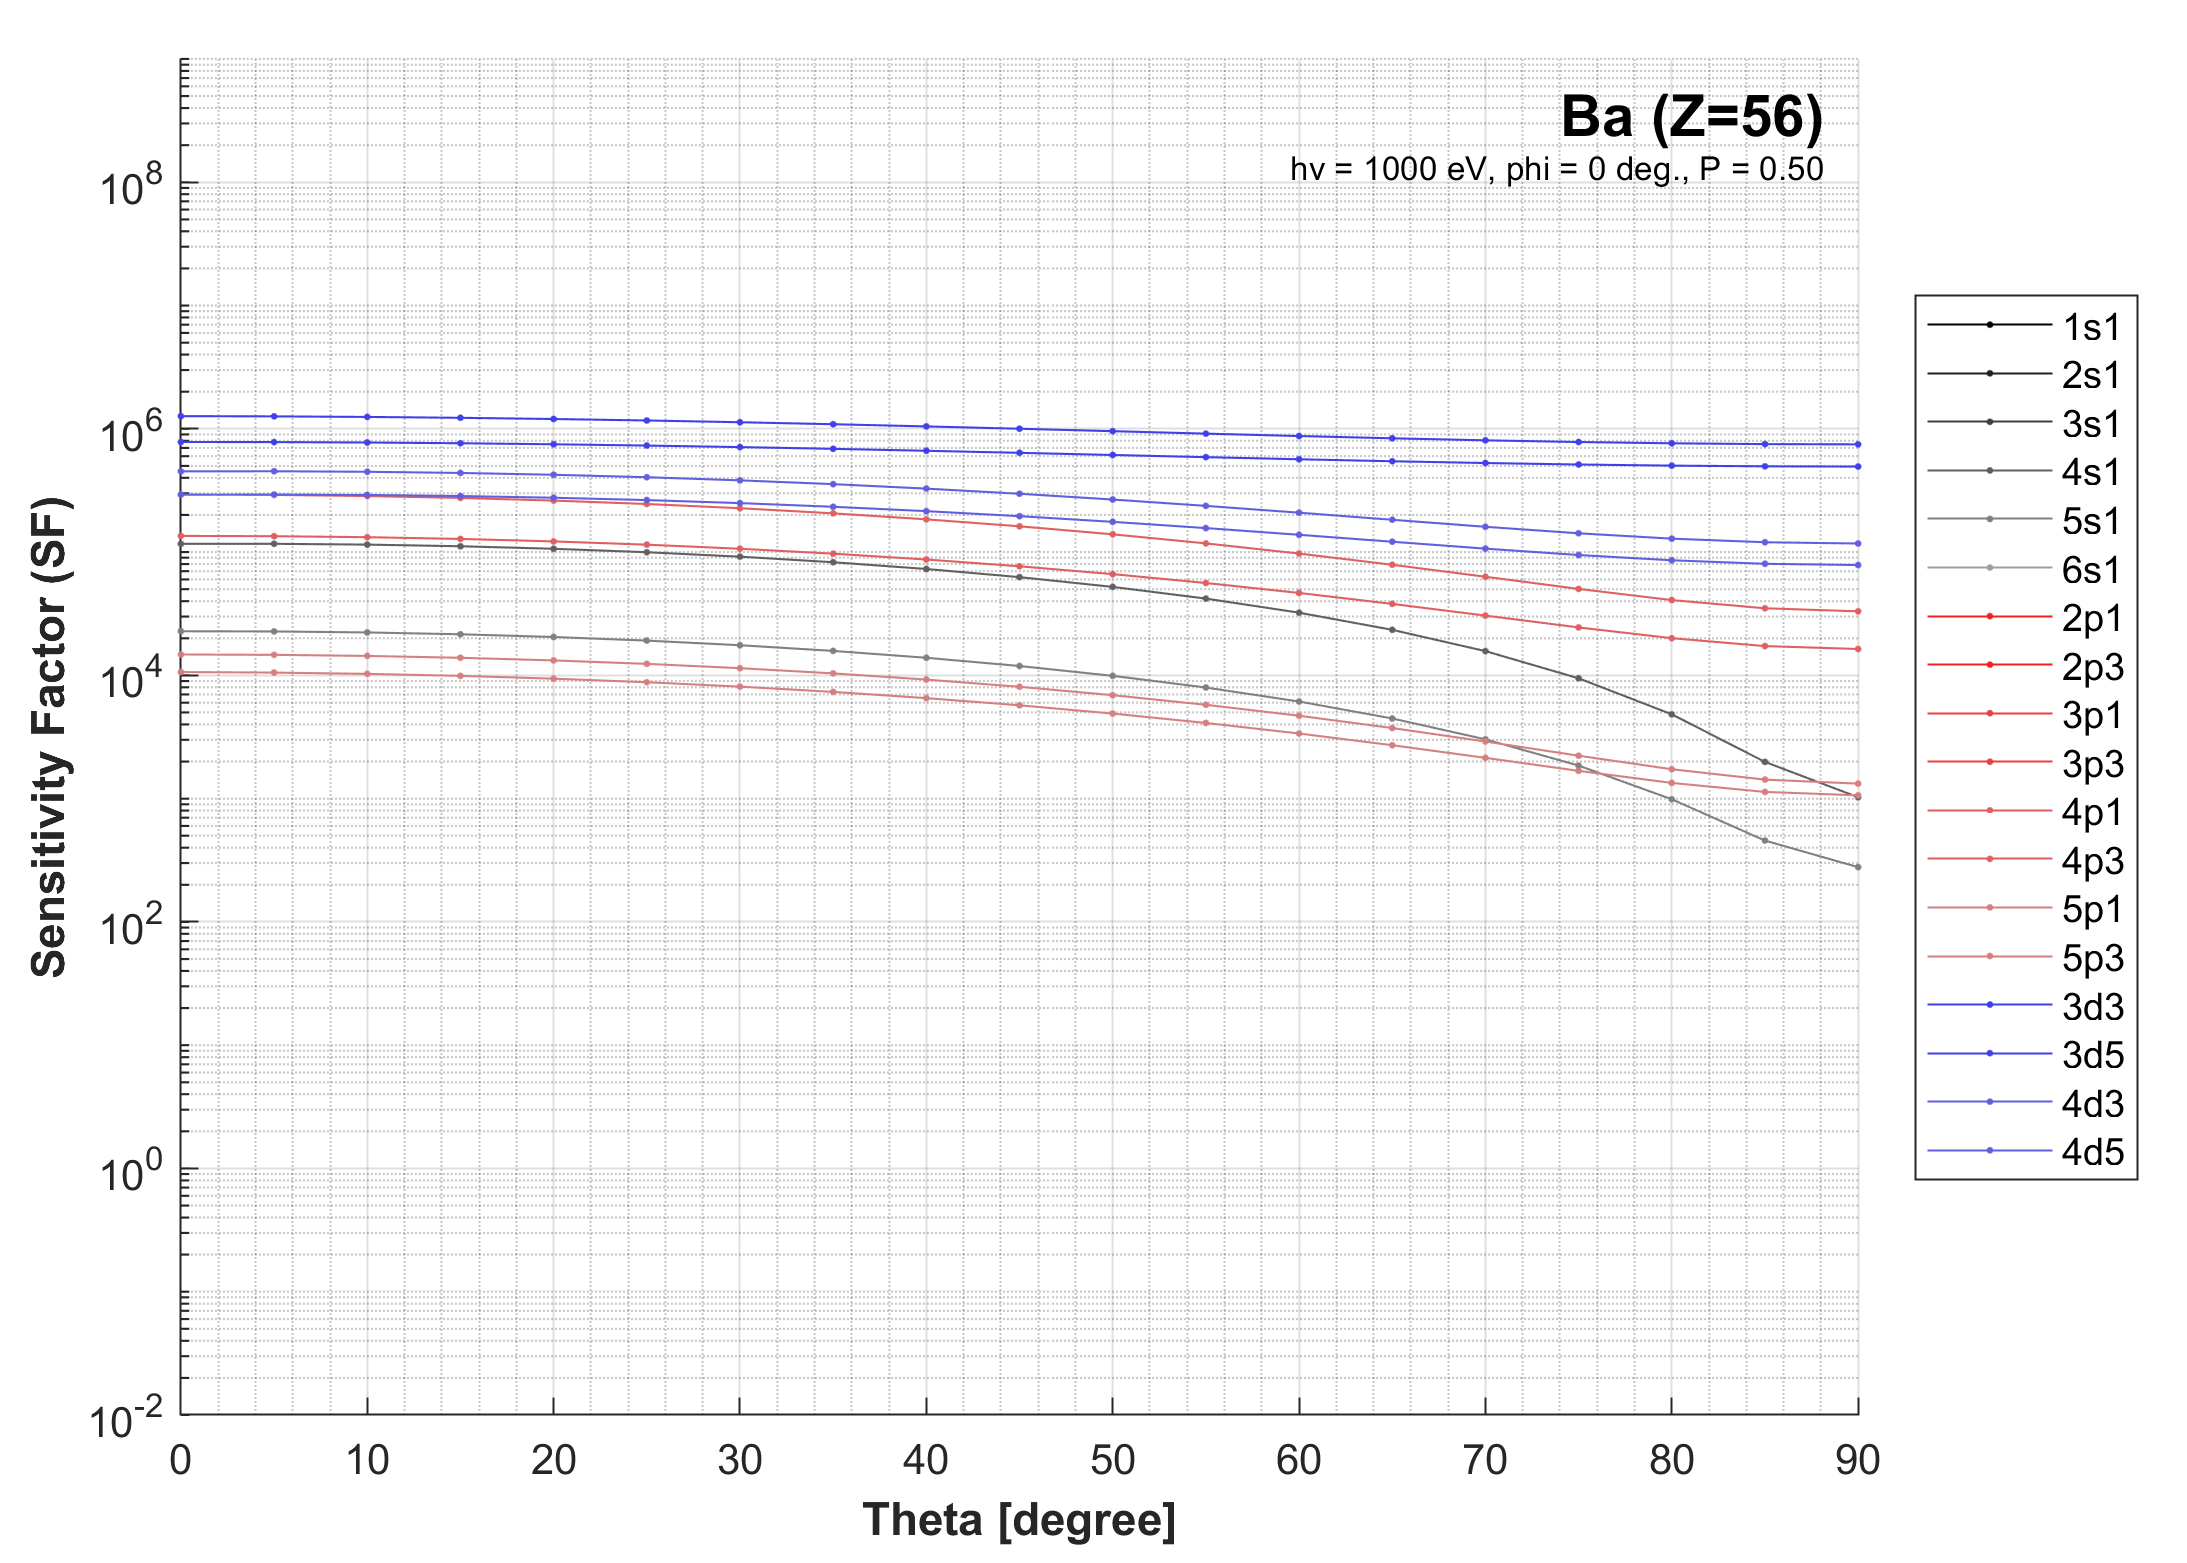 Ba (Z=56)
hv = 1000 eV, phi = 0 deg., P = 0.50
Sensitivity Factor (SF)
10^8
10^6
10^4
10^2
10^0
10^-2
0 10 20 30 40 50 60 70 80 90
Theta [degree]
1s1
2s1
3s1
4s1
5s1
6s1
2p1
2p3
3p1
3p3
4p1
4p3
5p1
5p3
3d3
3d5
4d3
4d5